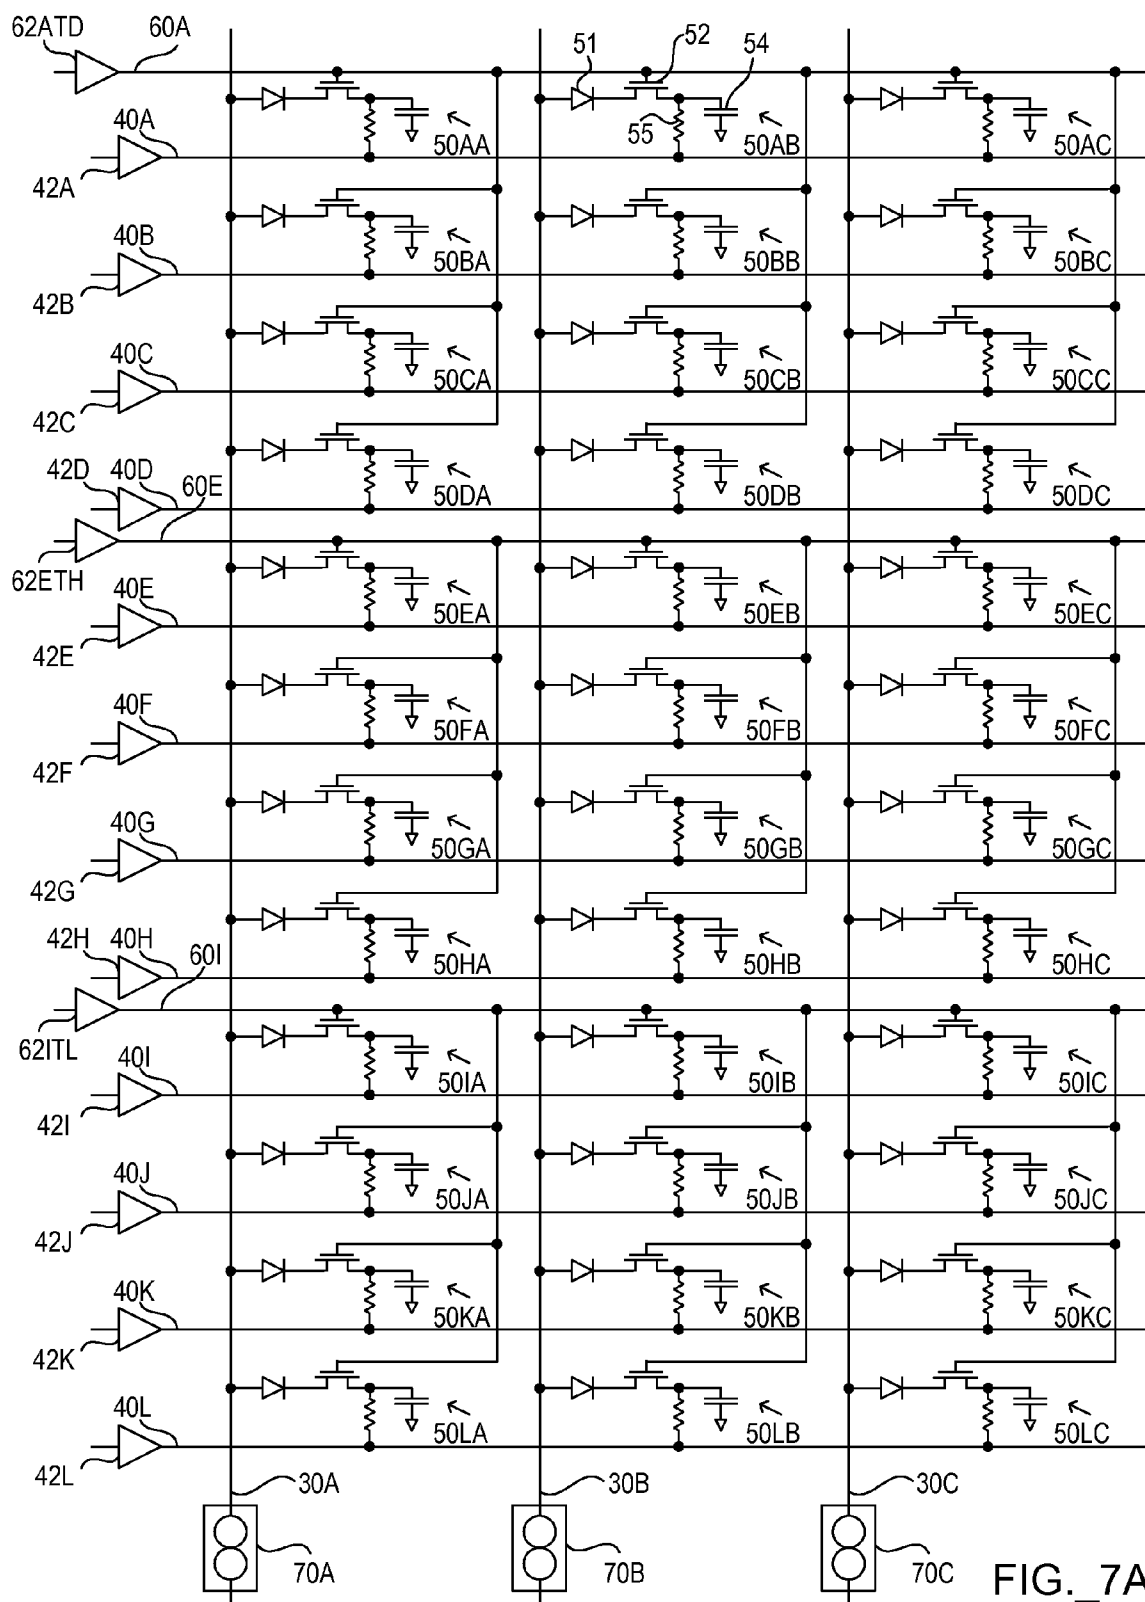 62ATD 60A 51 52 54
40A 55 50AA 50AB 50AC
42A
40B 50BA 50BB 50BC
42B
40C 50CA 50CB 50CC
42C
42D 40D 60E 50DA 50DB 50DC
62ETH
40E 50EA 50EB 50EC
42E
40F 50FA 50FB 50FC
42F
40G 50GA 50GB 50GC
42G
42H 40H 60I 50HA 50HB 50HC
62ITL
40I 50IA 50IB 50IC
42I
40J 50JA 50JB 50JC
42J
40K 50KA 50KB 50KC
42K
40L 50LA 50LB 50LC
42L
30A 30B 30C
70A 70B 70C
FIG._7A